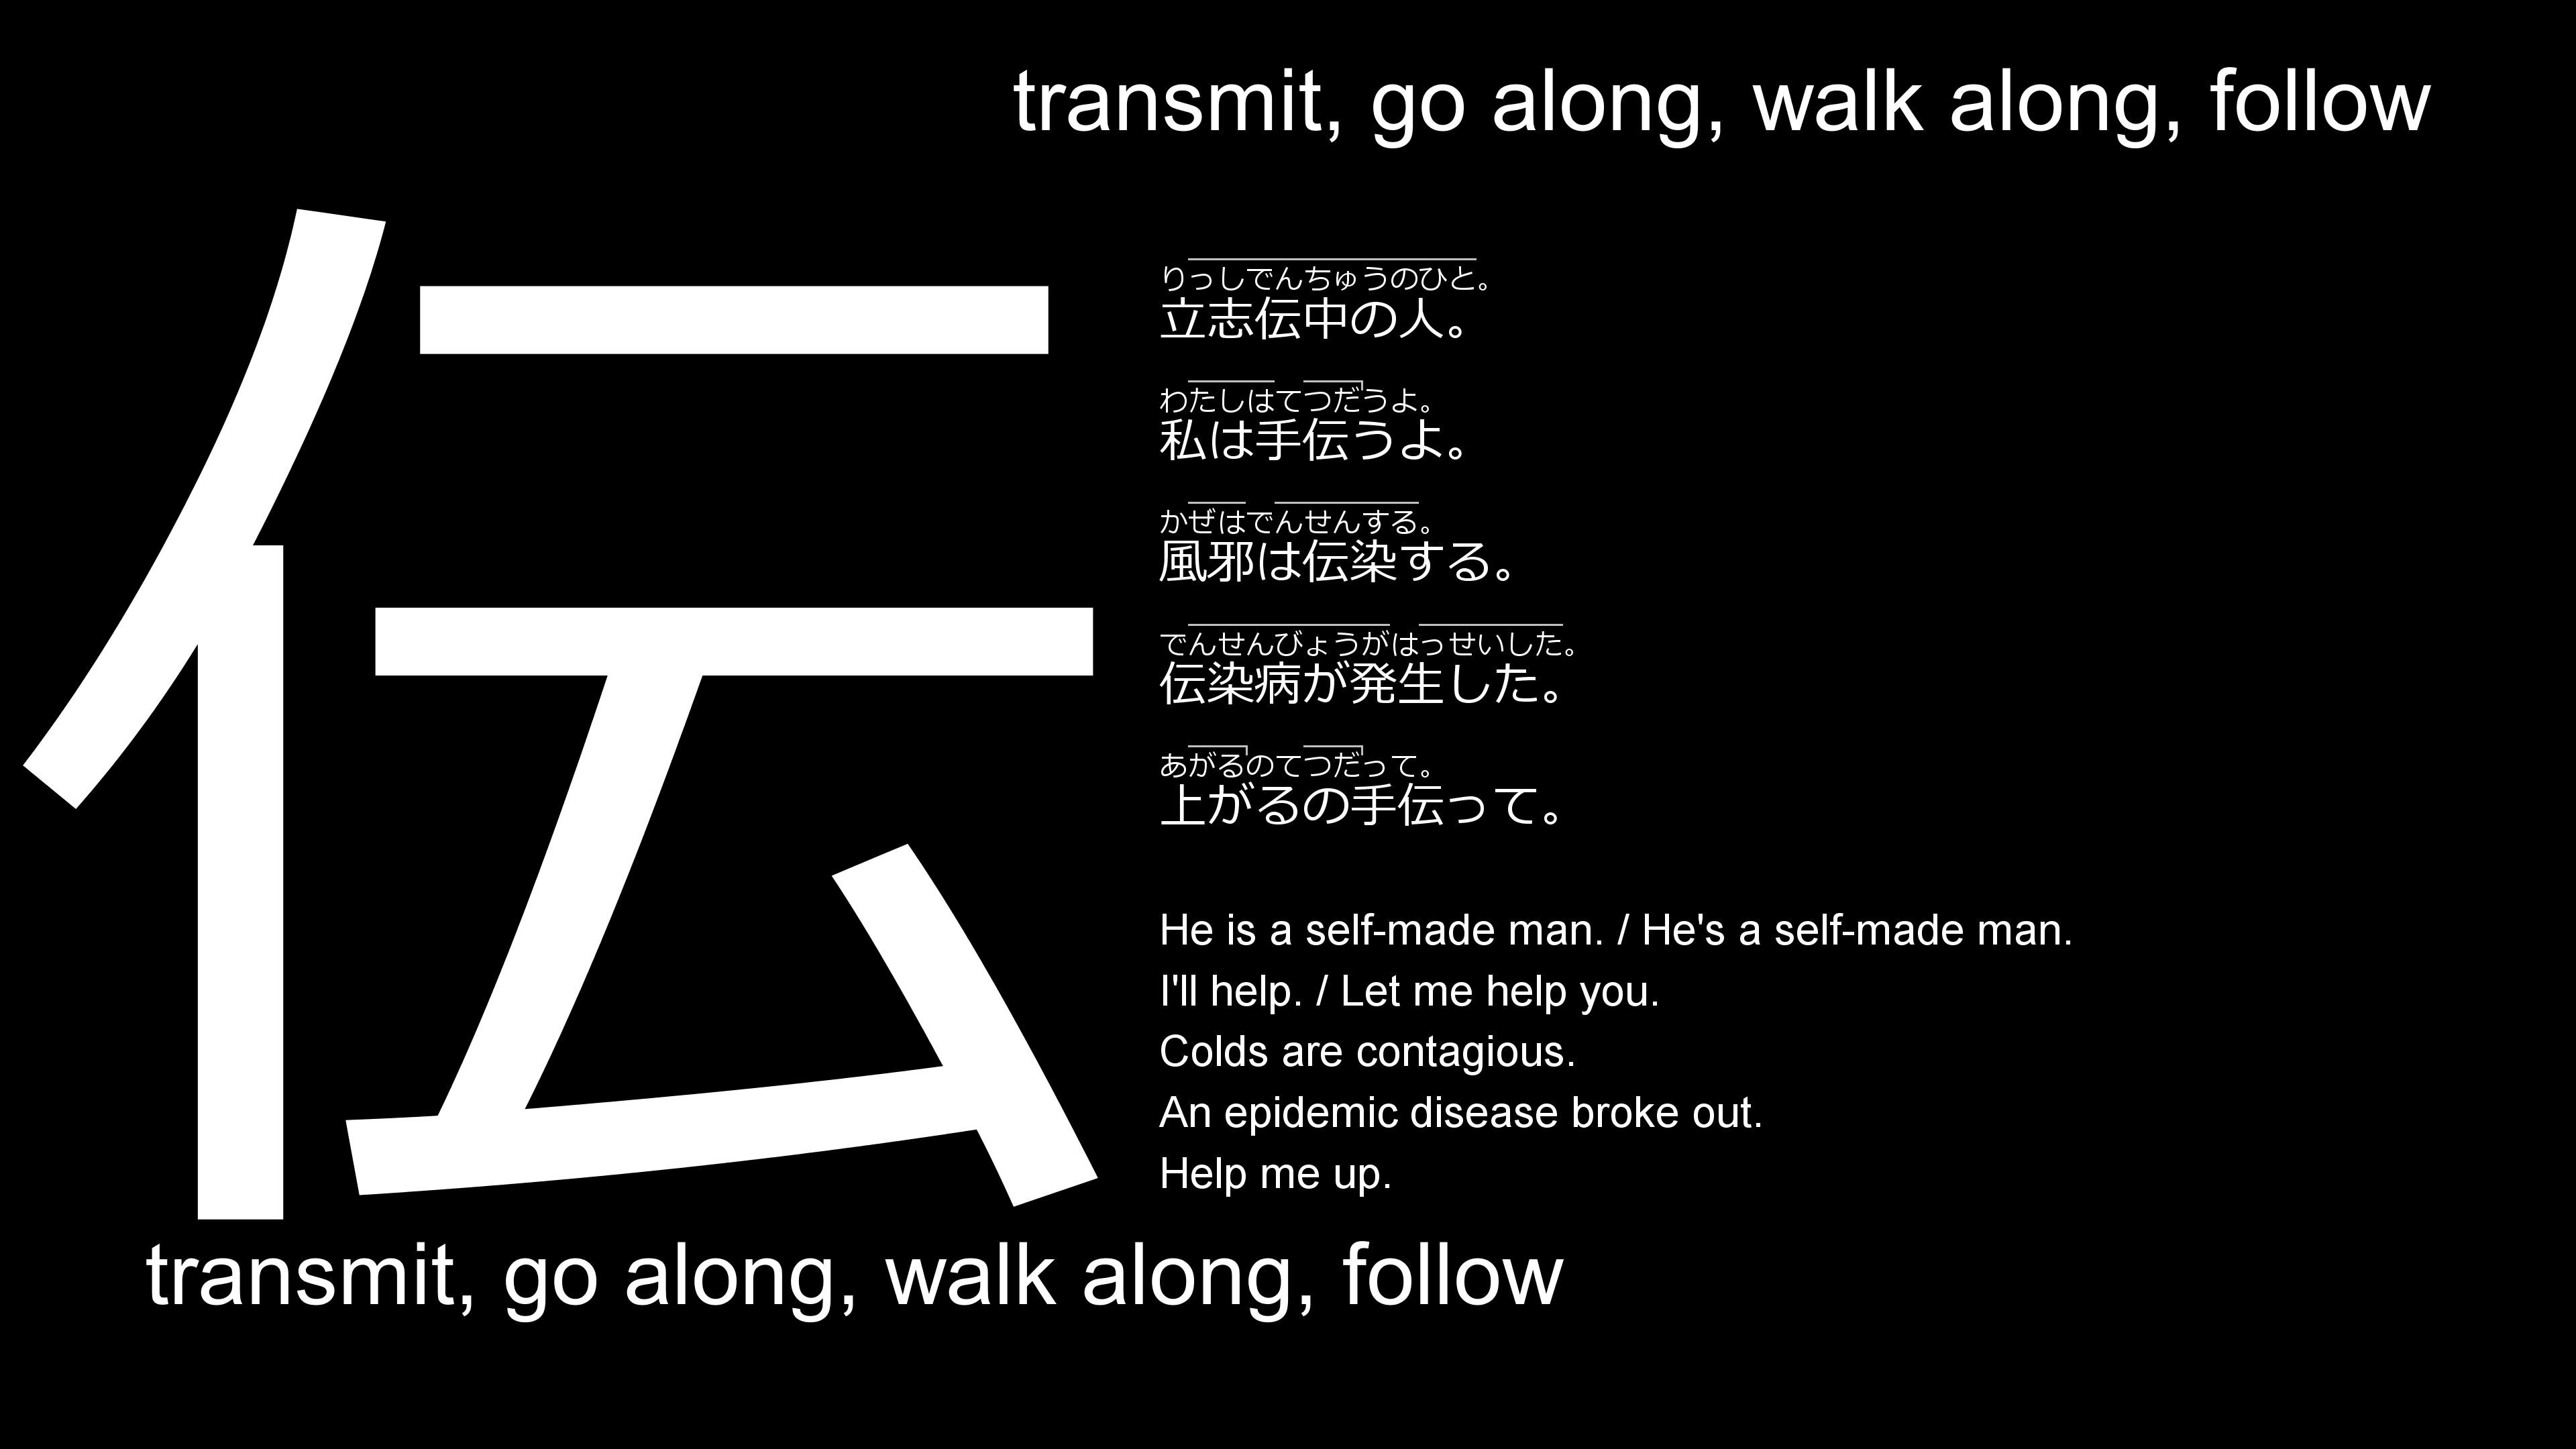 transmit, go along, walk along, follow
伝
りっしでんちゅうのひと。
立志伝中の人。
わたしはてつだうよ。
私は手伝うよ。
かぜはでんせんする。
風邪は伝染する。
でんせんびょうがはっせいした。
伝染病が発生した。
あがるのてつだって。
上がるの手伝って。
He is a self-made man. / He's a self-made man.
I'll help. / Let me help you.
Colds are contagious.
An epidemic disease broke out.
Help me up.
transmit, go along, walk along, follow